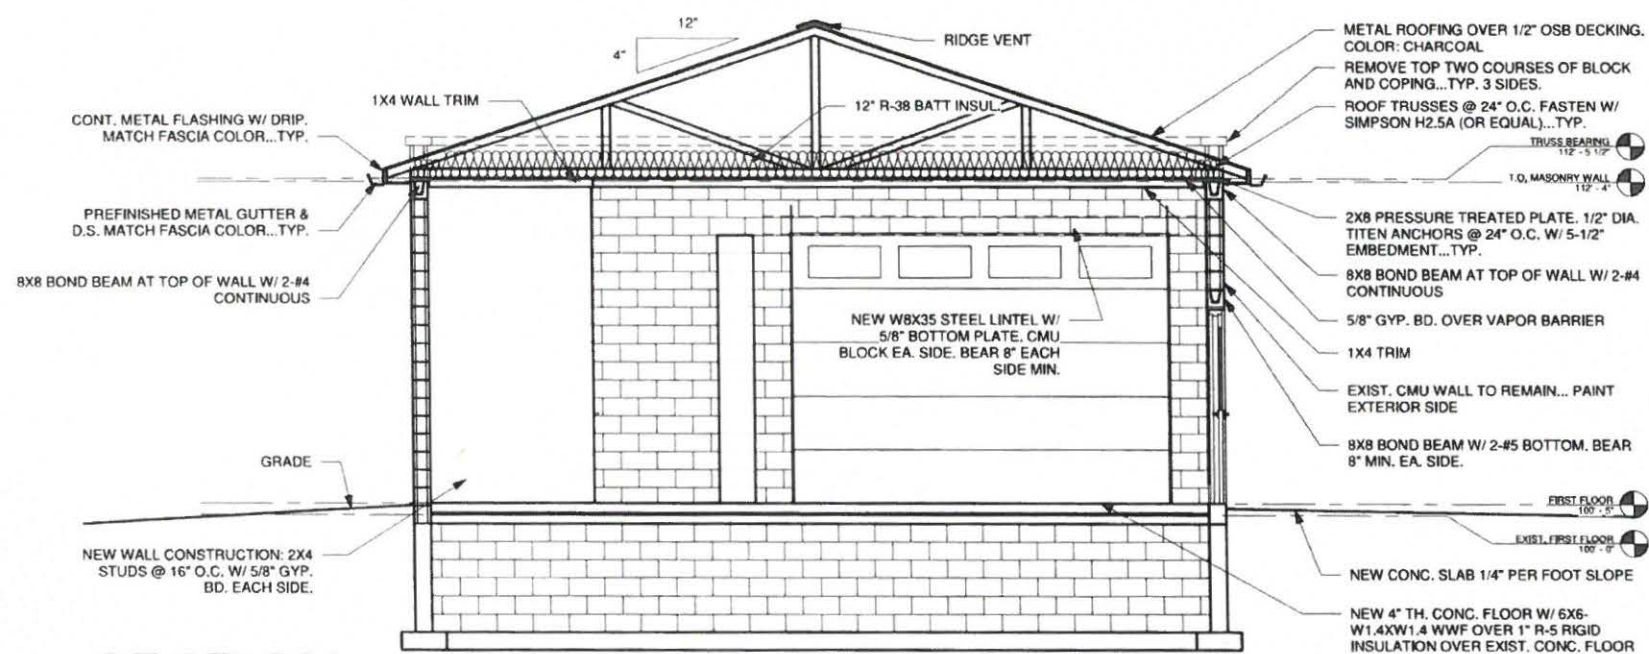 12"
4"
RIDGE VENT
1X4 WALL TRIM
12" R-38 BATT INSUL.
CONT. METAL FLASHING W/ DRIP.
MATCH FASCIA COLOR...TYP.
PREFINISHED METAL GUTTER &
D.S. MATCH FASCIA COLOR...TYP.
8X8 BOND BEAM AT TOP OF WALL W/ 2-#4
CONTINUOUS
GRADE
NEW WALL CONSTRUCTION: 2X4
STUDS @ 16" O.C. W/ 5/8" GYP.
BD. EACH SIDE.
NEW W8X35 STEEL LINTEL W/
5/8" BOTTOM PLATE. CMU
BLOCK EA. SIDE. BEAR 8" EACH
SIDE MIN.
METAL ROOFING OVER 1/2" OSB DECKING.
COLOR: CHARCOAL
REMOVE TOP TWO COURSES OF BLOCK
AND COPING...TYP. 3 SIDES.
ROOF TRUSSES @ 24" O.C. FASTEN W/
SIMPSON H2.5A (OR EQUAL)...TYP.
TRUSS BEARING
112' - 5 1/2"
T.O. MASONRY WALL
112' - 4"
2X8 PRESSURE TREATED PLATE. 1/2" DIA.
TITEN ANCHORS @ 24" O.C. W/ 5-1/2"
EMBEDMENT...TYP.
8X8 BOND BEAM AT TOP OF WALL W/ 2-#4
CONTINUOUS
5/8" GYP. BD. OVER VAPOR BARRIER
1X4 TRIM
EXIST. CMU WALL TO REMAIN... PAINT
EXTERIOR SIDE
8X8 BOND BEAM W/ 2-#5 BOTTOM. BEAR
8" MIN. EA. SIDE.
FIRST FLOOR
100' - 5"
EXIST. FIRST FLOOR
100' - 0"
NEW CONC. SLAB 1/4" PER FOOT SLOPE
NEW 4" TH. CONC. FLOOR W/ 6X6-
W1.4XW1.4 WWF OVER 1" R-5 RIGID
INSULATION OVER EXIST. CONC. FLOOR